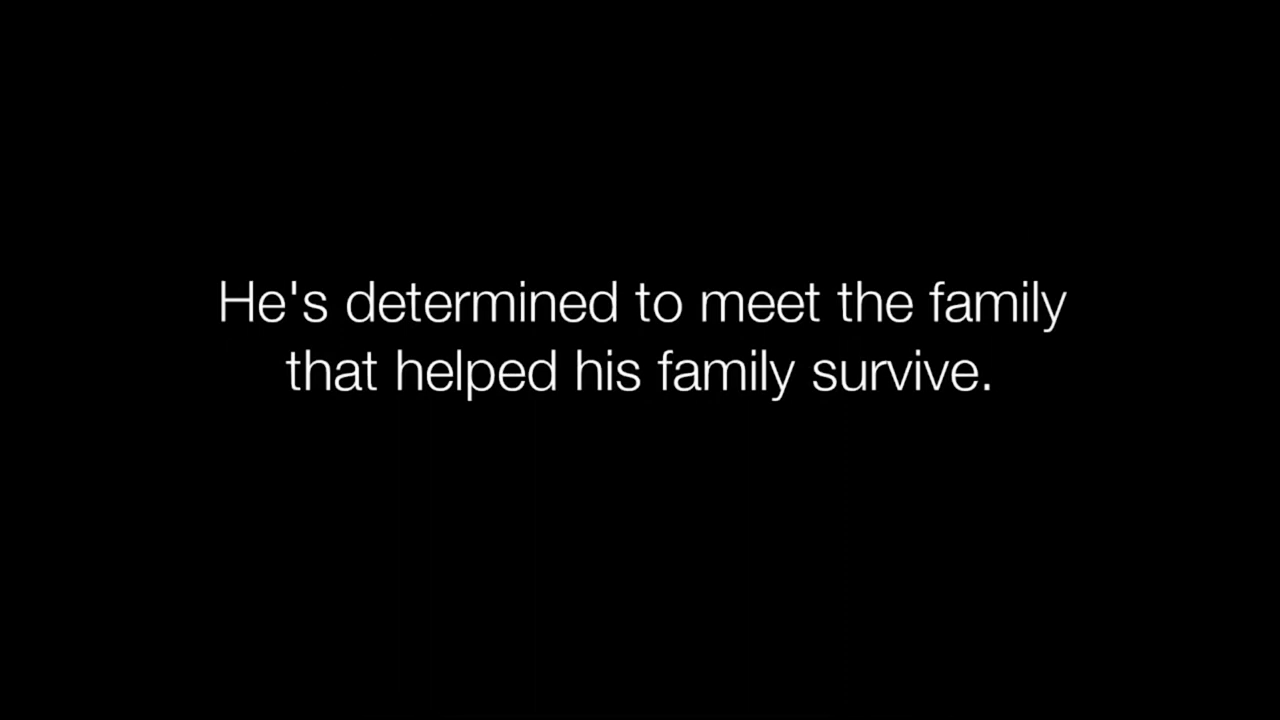 He's determined to meet the family
that helped his family survive.